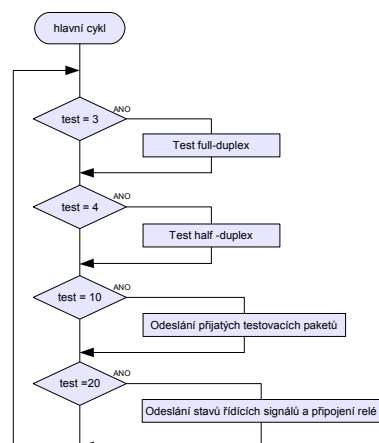 hlavní cykl
test = 3
ANO
Test full-duplex
test = 4
ANO
Test half -duplex
test = 10
ANO
Odeslání přijatých testovacích paketů
test =20
ANO
Odeslání stavů řídících signálů a připojení relé